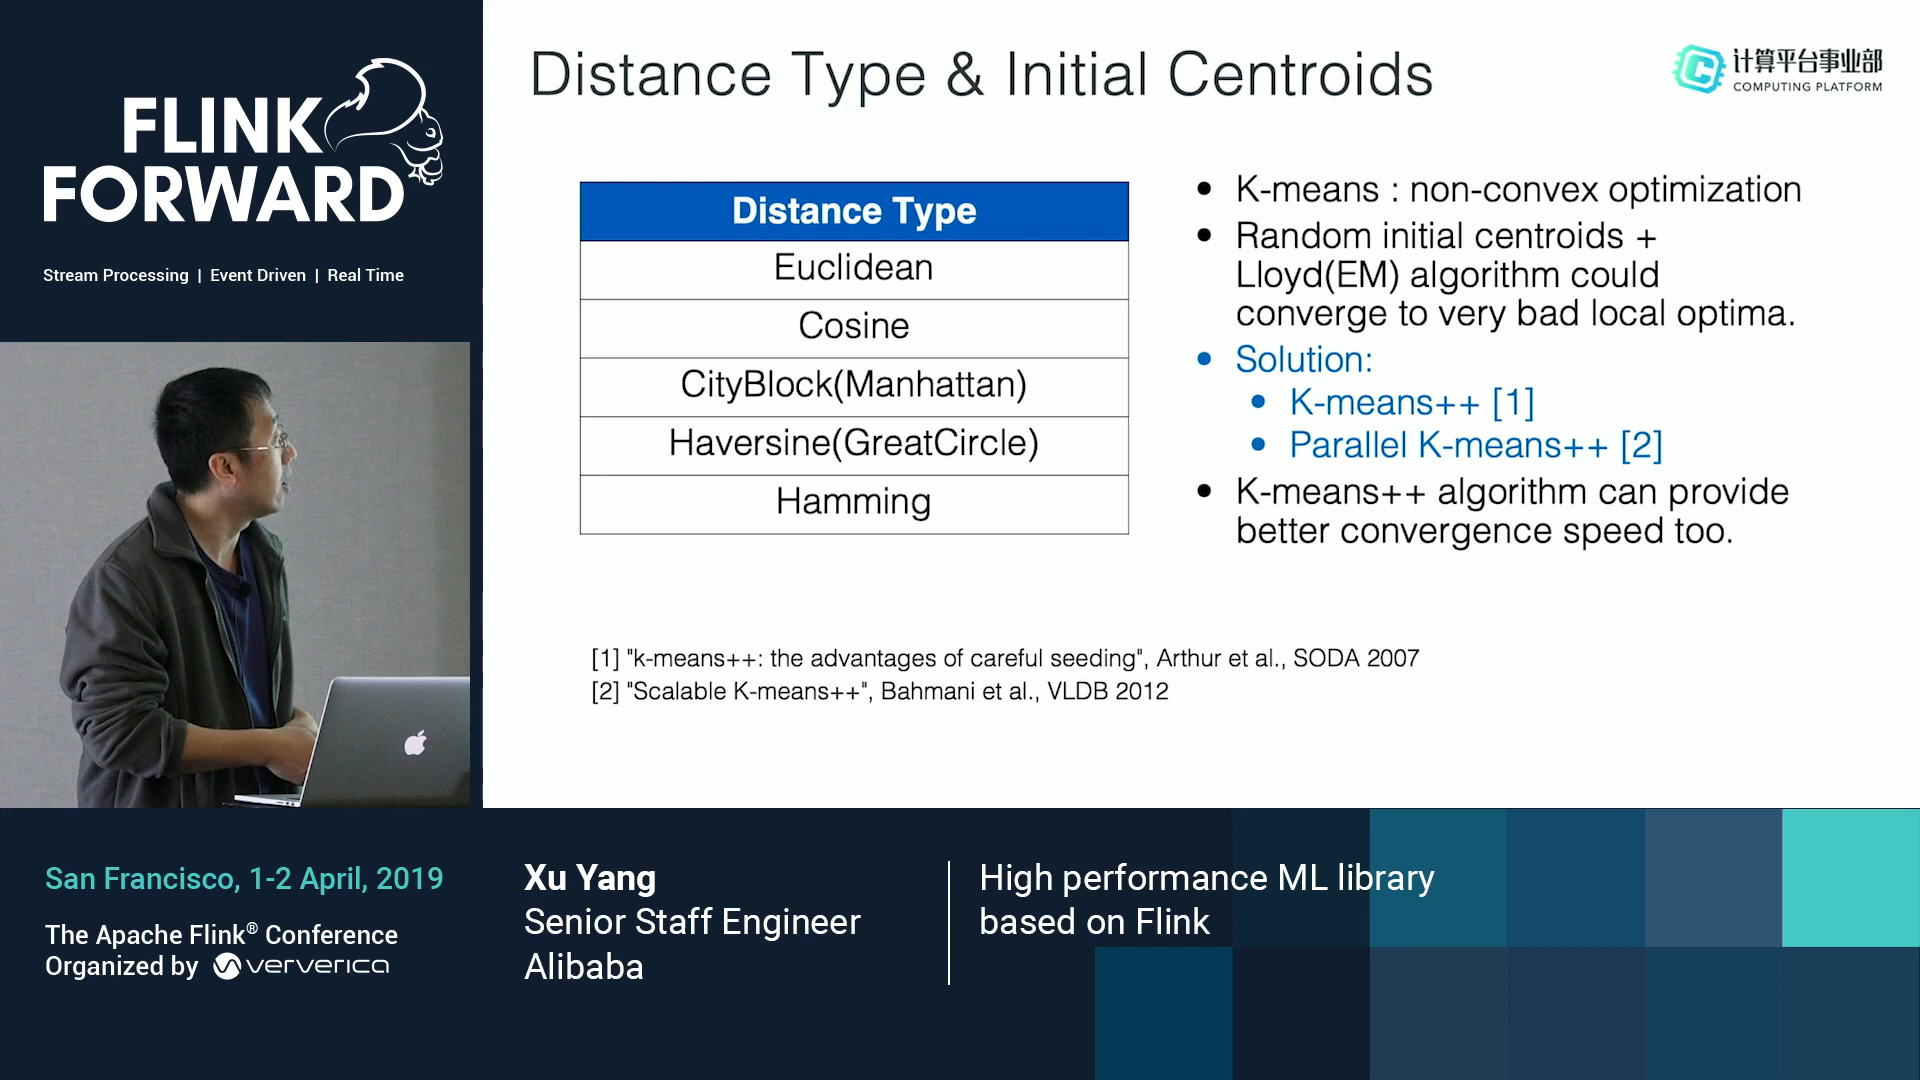 FLINK
FORWARD
Stream Processing | Event Driven | Real Time
Distance Type & Initial Centroids
计算平台事业部
COMPUTING PLATFORM
Distance Type
Euclidean
Cosine
CityBlock(Manhattan)
Haversine(GreatCircle)
Hamming
• K-means : non-convex optimization
• Random initial centroids +
Lloyd(EM) algorithm could
converge to very bad local optima.
• Solution:
• K-means++ [1]
• Parallel K-means++ [2]
• K-means++ algorithm can provide
better convergence speed too.
[1] "k-means++: the advantages of careful seeding", Arthur et al., SODA 2007
[2] "Scalable K-means++", Bahmani et al., VLDB 2012
San Francisco, 1-2 April, 2019
The Apache Flink® Conference
Organized by ververica
Xu Yang
Senior Staff Engineer
Alibaba
High performance ML library
based on Flink